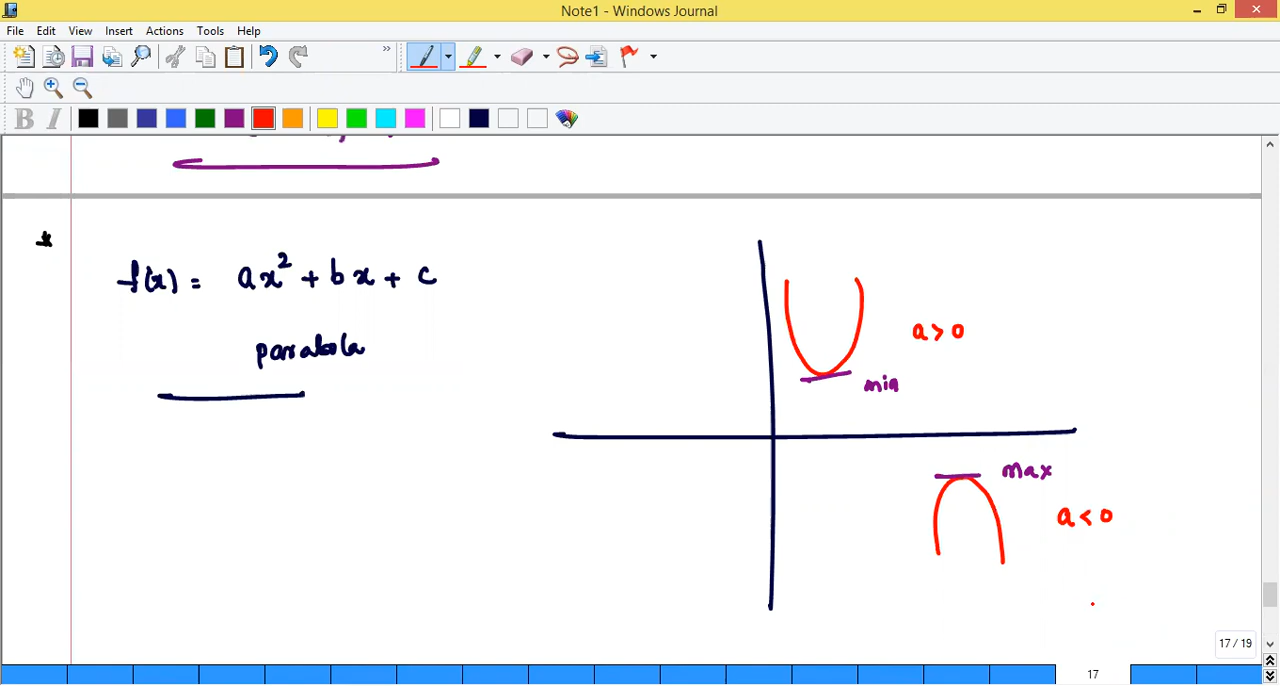 Note1 - Windows Journal
File Edit View Insert Actions Tools Help
B I
f(x) = ax² + bx + c
parabola
a > 0
min
max
a < 0
17 / 19
17